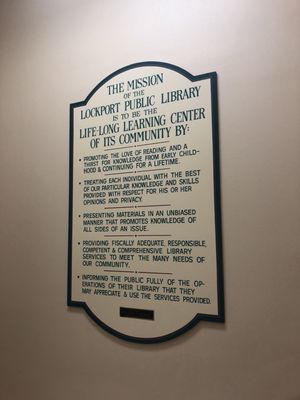 THE MISSION
OF THE
LOCKPORT PUBLIC LIBRARY
IS TO BE THE
LIFE-LONG LEARNING CENTER
OF ITS COMMUNITY BY:
• PROMOTING THE LOVE OF READING AND A
THIRST FOR KNOWLEDGE FROM EARLY CHILD-
HOOD & CONTINUING FOR A LIFETIME.
• TREATING EACH INDIVIDUAL WITH THE BEST
OF OUR PARTICULAR KNOWLEDGE AND SKILLS
PROVIDED WITH RESPECT FOR HIS OR HER
OPINIONS AND PRIVACY.
• PRESENTING MATERIALS IN AN UNBIASED
MANNER THAT PROMOTES KNOWLEDGE OF
ALL SIDES OF AN ISSUE.
• PROVIDING FISCALLY ADEQUATE, RESPONSIBLE,
COMPETENT & COMPREHENSIVE LIBRARY
SERVICES TO MEET THE MANY NEEDS OF
OUR COMMUNITY.
• INFORMING THE PUBLIC FULLY OF THE OP-
ERATIONS OF THEIR LIBRARY THAT THEY
MAY APPRECIATE & USE THE SERVICES PROVIDED.